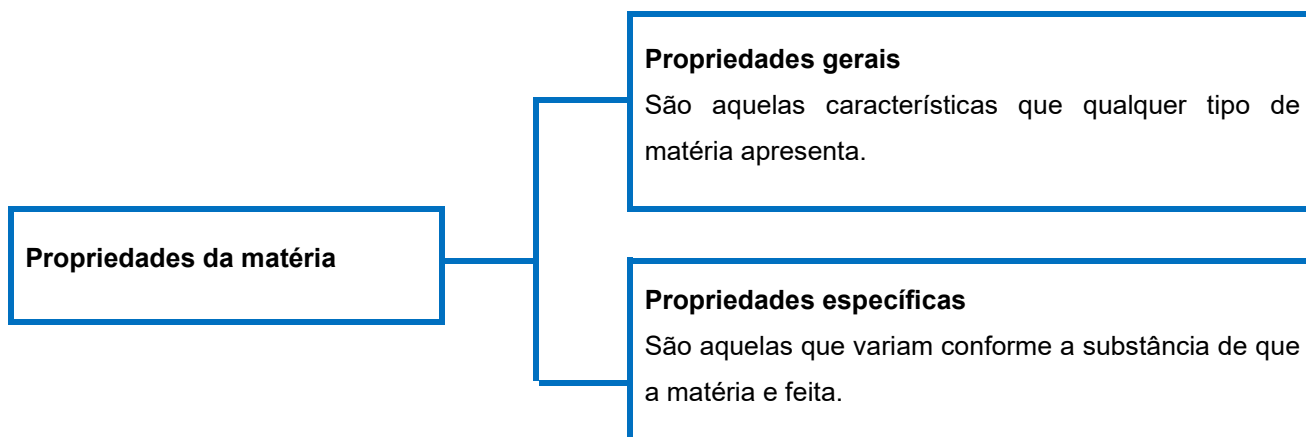 Propriedades da matéria
Propriedades gerais
São aquelas características que qualquer tipo de
matéria apresenta.
Propriedades específicas
São aquelas que variam conforme a substância de que
a matéria e feita.